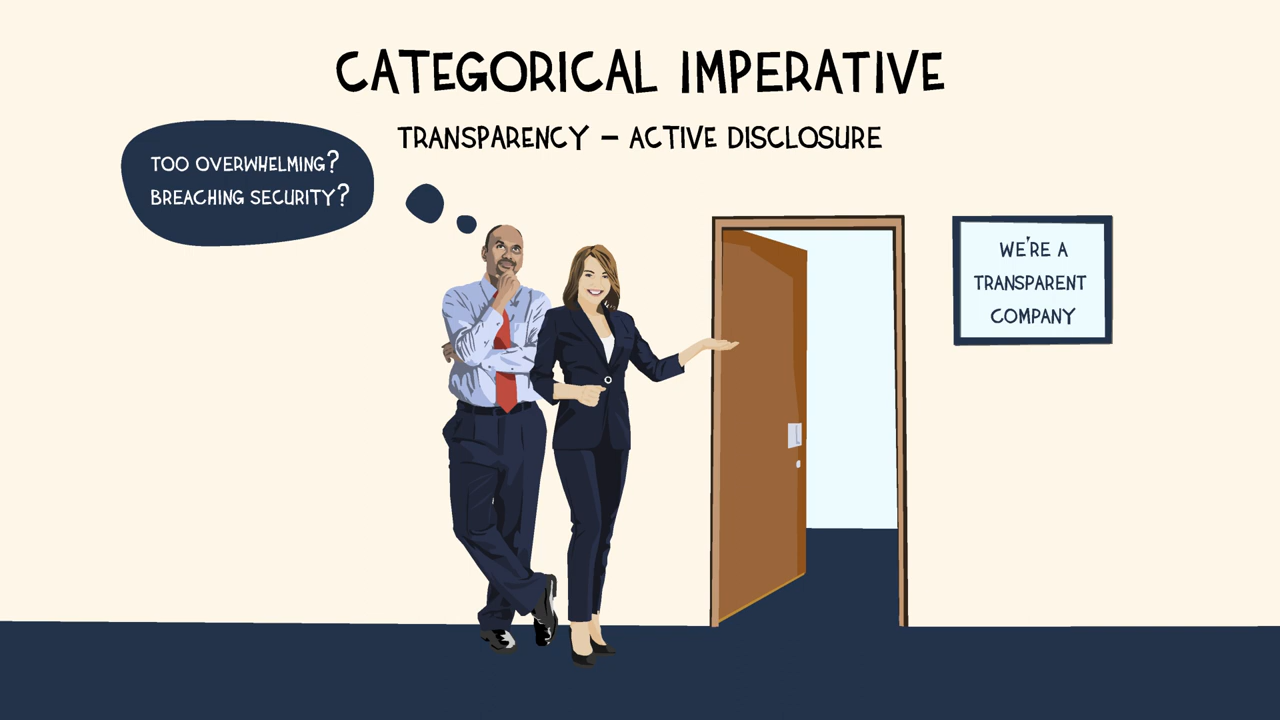 CATEGORICAL IMPERATIVE
TRANSPARENCY – ACTIVE DISCLOSURE
TOO OVERWHELMING?
BREACHING SECURITY?
WE'RE A
TRANSPARENT
COMPANY